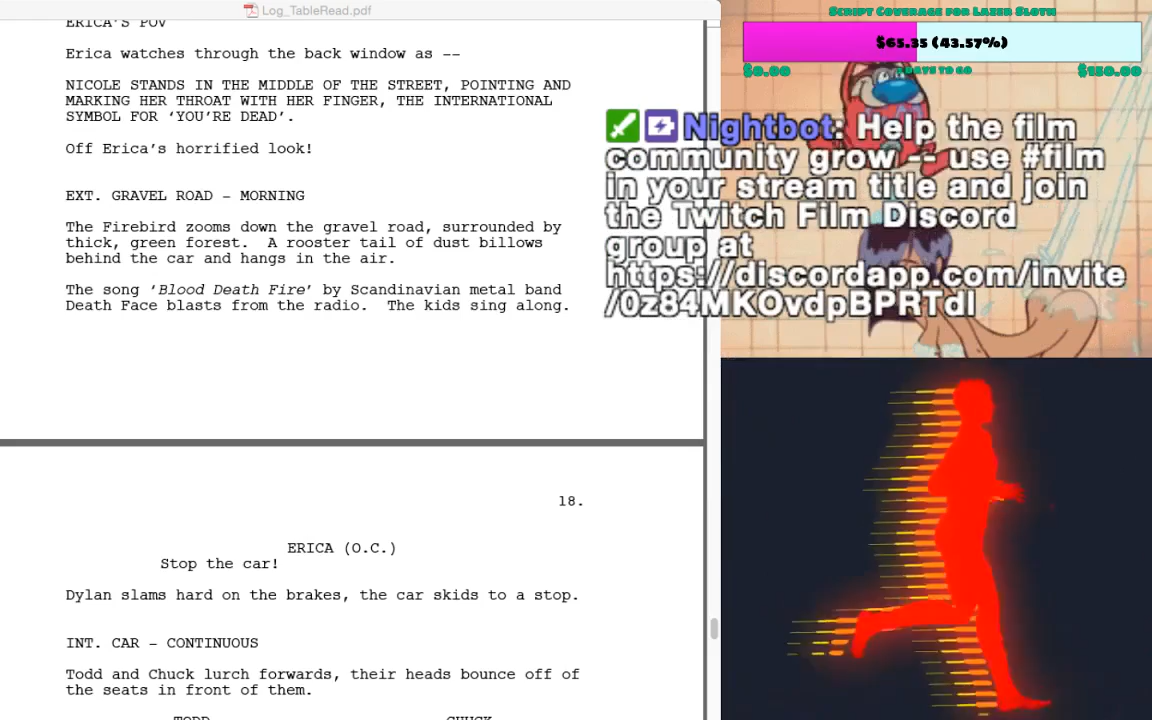 Log_TableRead.pdf
ERICA'S POV
Erica watches through the back window as --
NICOLE STANDS IN THE MIDDLE OF THE STREET, POINTING AND
MARKING HER THROAT WITH HER FINGER, THE INTERNATIONAL
SYMBOL FOR ‘YOU’RE DEAD’.
Off Erica’s horrified look!
EXT. GRAVEL ROAD – MORNING
The Firebird zooms down the gravel road, surrounded by
thick, green forest.  A rooster tail of dust billows
behind the car and hangs in the air.
The song ‘Blood Death Fire’ by Scandinavian metal band
Death Face blasts from the radio.  The kids sing along.
18.
ERICA (O.C.)
Stop the car!
Dylan slams hard on the brakes, the car skids to a stop.
INT. CAR – CONTINUOUS
Todd and Chuck lurch forwards, their heads bounce off of
the seats in front of them.
TODD CHUCK
Script Coverage for Lazer Sloth
$65.35 (43.57%)
$0.00
TO GO
$150.00
Nightbot: Help the film
community grow -- use #film
in your stream title and join
the Twitch Film Discord
group at
https://discordapp.com/invite
/0z84MKOvdpBPRTdI